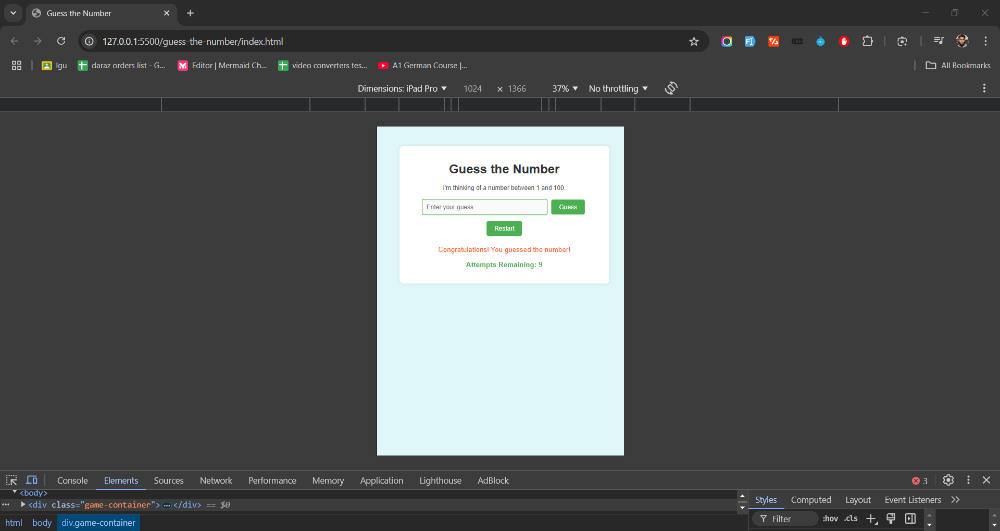 Guess the Number
127.0.0.1:5500/guess-the-number/index.html
Igu
daraz orders list - G...
Editor | Mermaid Ch...
video converters tes...
A1 German Course |...
All Bookmarks
Dimensions: iPad Pro 1024 × 1366 37% No throttling
Guess the Number
I'm thinking of a number between 1 and 100.
Enter your guess Guess
Restart
Congratulations! You guessed the number!
Attempts Remaining: 9
Console Elements Sources Network Performance Memory Application Lighthouse AdBlock 3
<body>
<div class="game-container">…</div> == $0
html body div.game-container
Styles Computed Layout Event Listeners
Filter :hov .cls